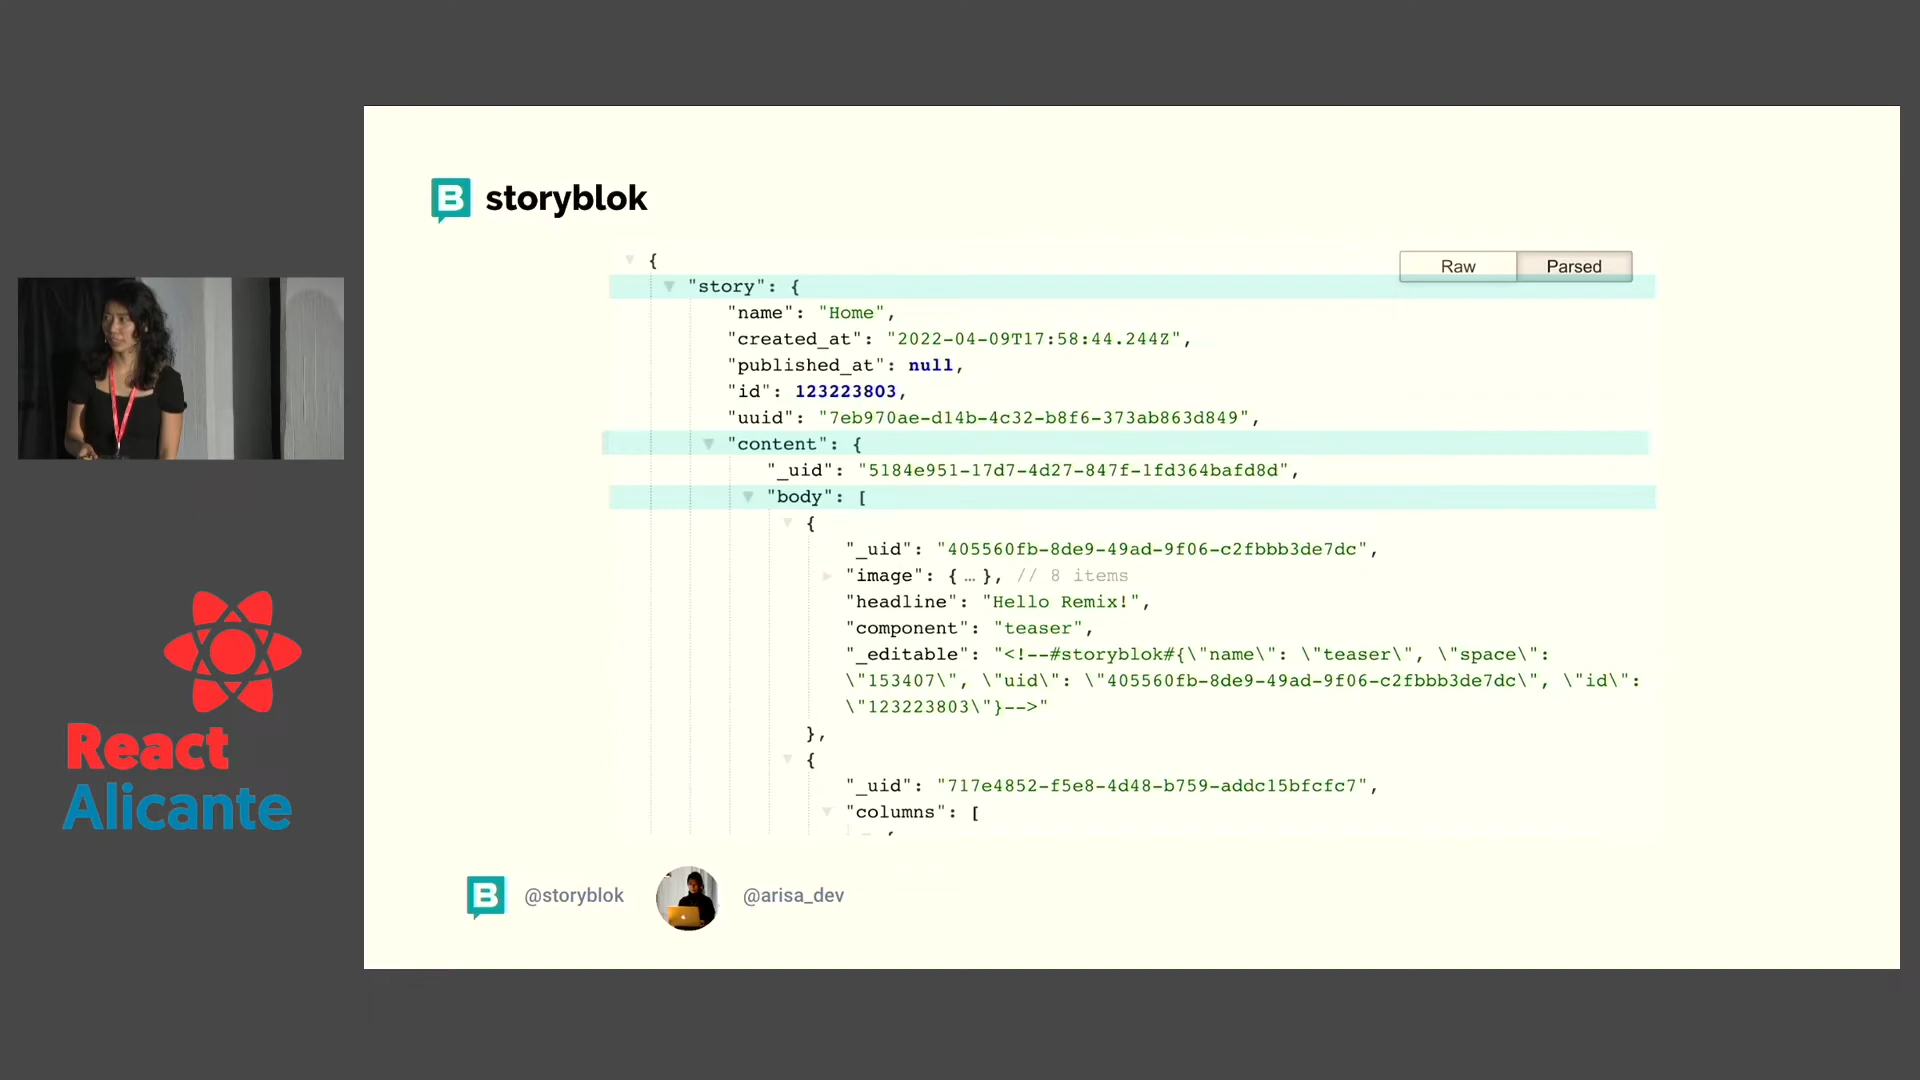 B storyblok
Raw Parsed
{
"story": {
"name": "Home",
"created_at": "2022-04-09T17:58:44.244Z",
"published_at": null,
"id": 123223803,
"uuid": "7eb970ae-d14b-4c32-b8f6-373ab863d849",
"content": {
"_uid": "5184e951-17d7-4d27-847f-1fd364bafd8d",
"body": [
{
"_uid": "405560fb-8de9-49ad-9f06-c2fbbb3de7dc",
"image": { … }, // 8 items
"headline": "Hello Remix!",
"component": "teaser",
"_editable": "<!--#storyblok#{\"name\": \"teaser\", \"space\":
\"153407\", \"uid\": \"405560fb-8de9-49ad-9f06-c2fbbb3de7dc\", \"id\":
\"123223803\"}-->"
},
{
"_uid": "717e4852-f5e8-4d48-b759-addc15bfcfc7",
"columns": [
{
B @storyblok @arisa_dev
React
Alicante